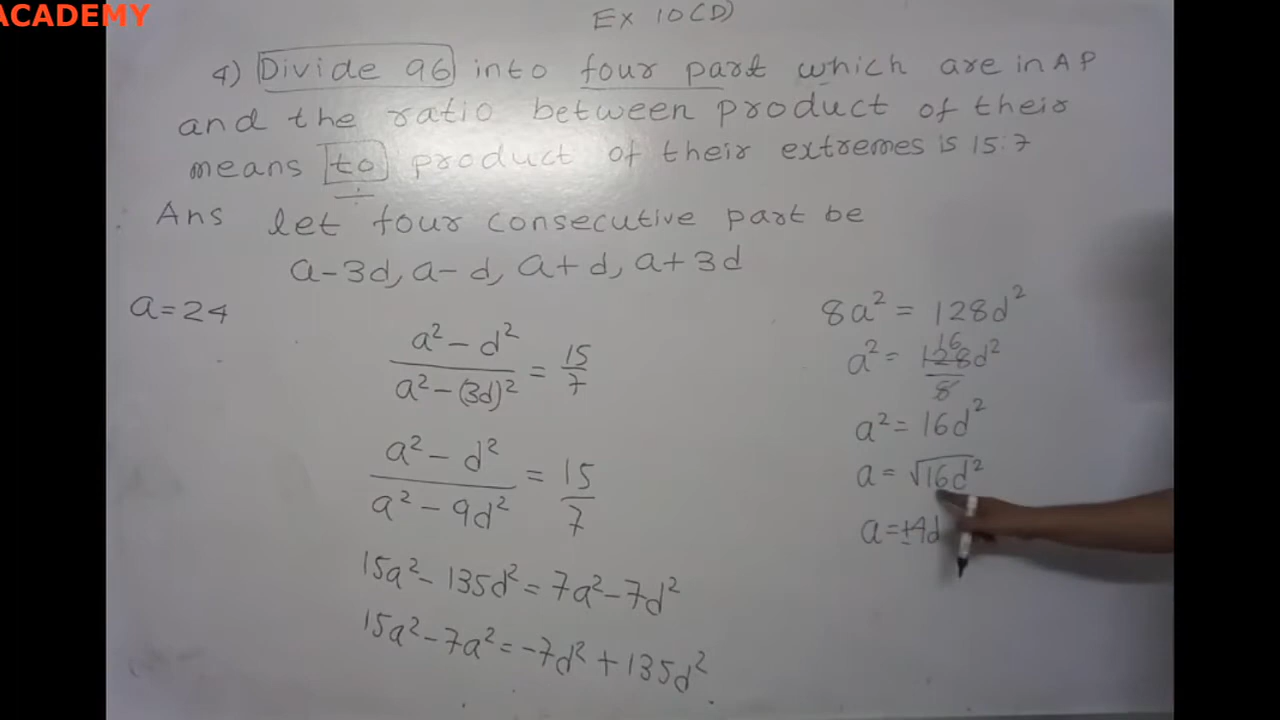 ACADEMY
EX 10(D)
4) Divide 96 into four part which are in AP
and the ratio between product of their
means to product of their extremes is 15:7
÷
Ans let four consecutive part be
a-3d, a-d, a+d, a+3d
a=24
a²-d² / a²-(3d)² = 15/7
a²-d² / a²-9d² = 15/7
15a²-135d²=7a²-7d²
15a²-7a²=-7d²+135d²
8a² = 128d²
16
a² = 128d² / 8
a² = 16d²
a = √16d²
a=±4d